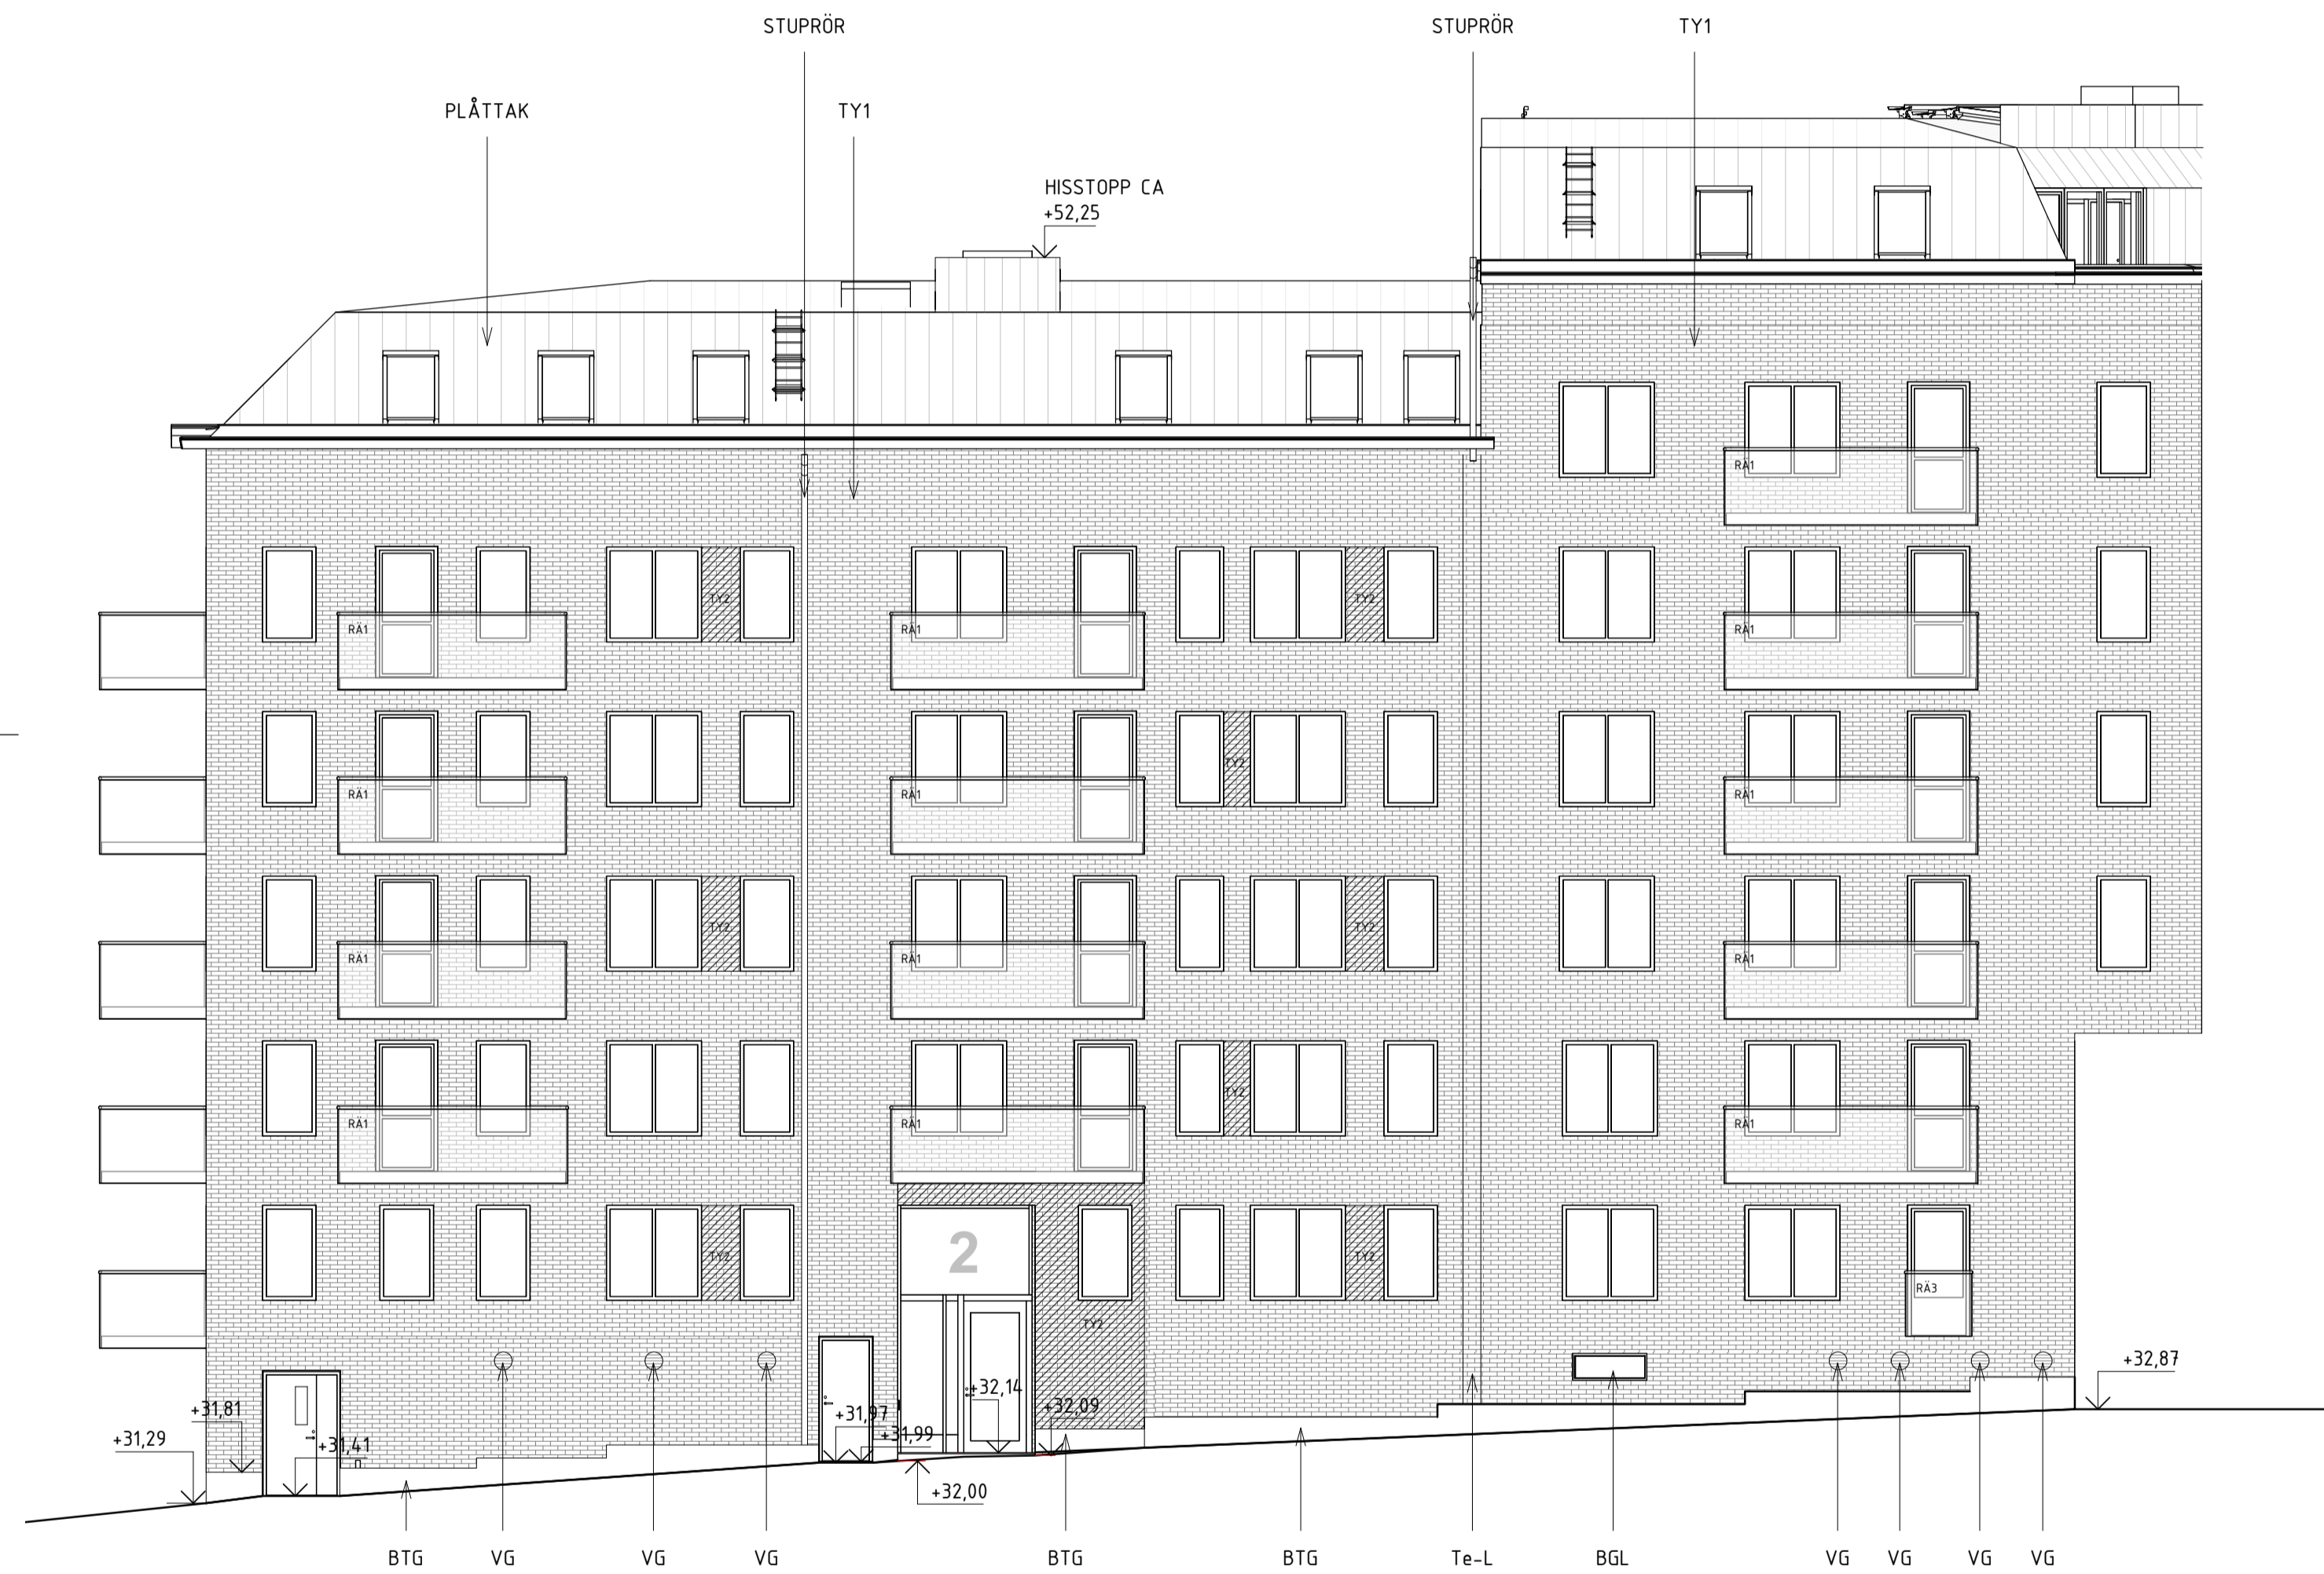 STUPRÖR
STUPRÖR
TY1
PLÅTTAK
TY1
HISSTOPP CA
+52,25
RÄ1
TY2
TY2
RÄ1
RÄ1
RÄ1
TY2
RÄ1
RÄ1
RÄ1
TY2
TY2
RÄ1
RÄ1
RÄ1
TY2
RÄ1
RÄ1
RÄ1
2
TY2
TY2
RÄ3
TY2
+32,87
+32,14
+32,09
+31,81
+31,97
+31,99
+31,29
+31,41
+32,00
BTG
VG
VG
VG
BTG
BTG
Te-L
BGL
VG
VG
VG
VG